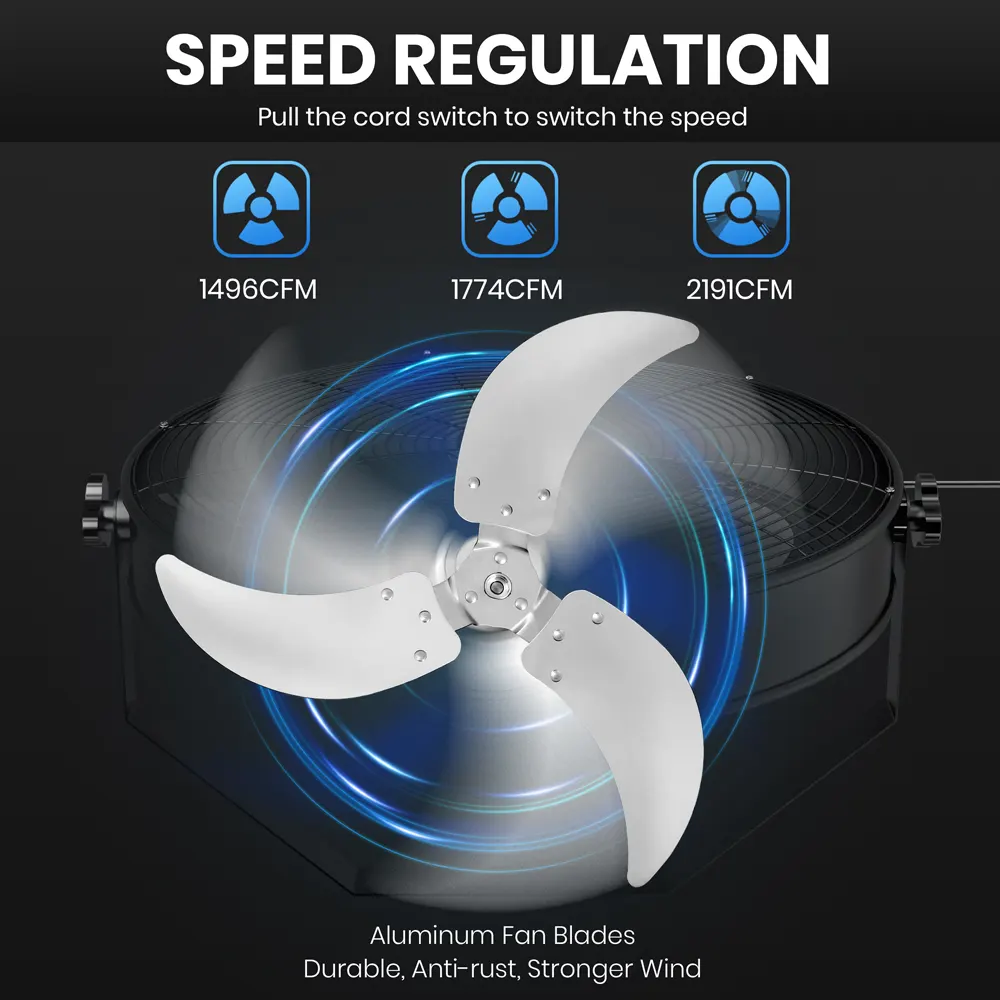 SPEED REGULATION
Pull the cord switch to switch the speed
1496CFM 1774CFM 2191CFM
Aluminum Fan Blades
Durable, Anti-rust, Stronger Wind